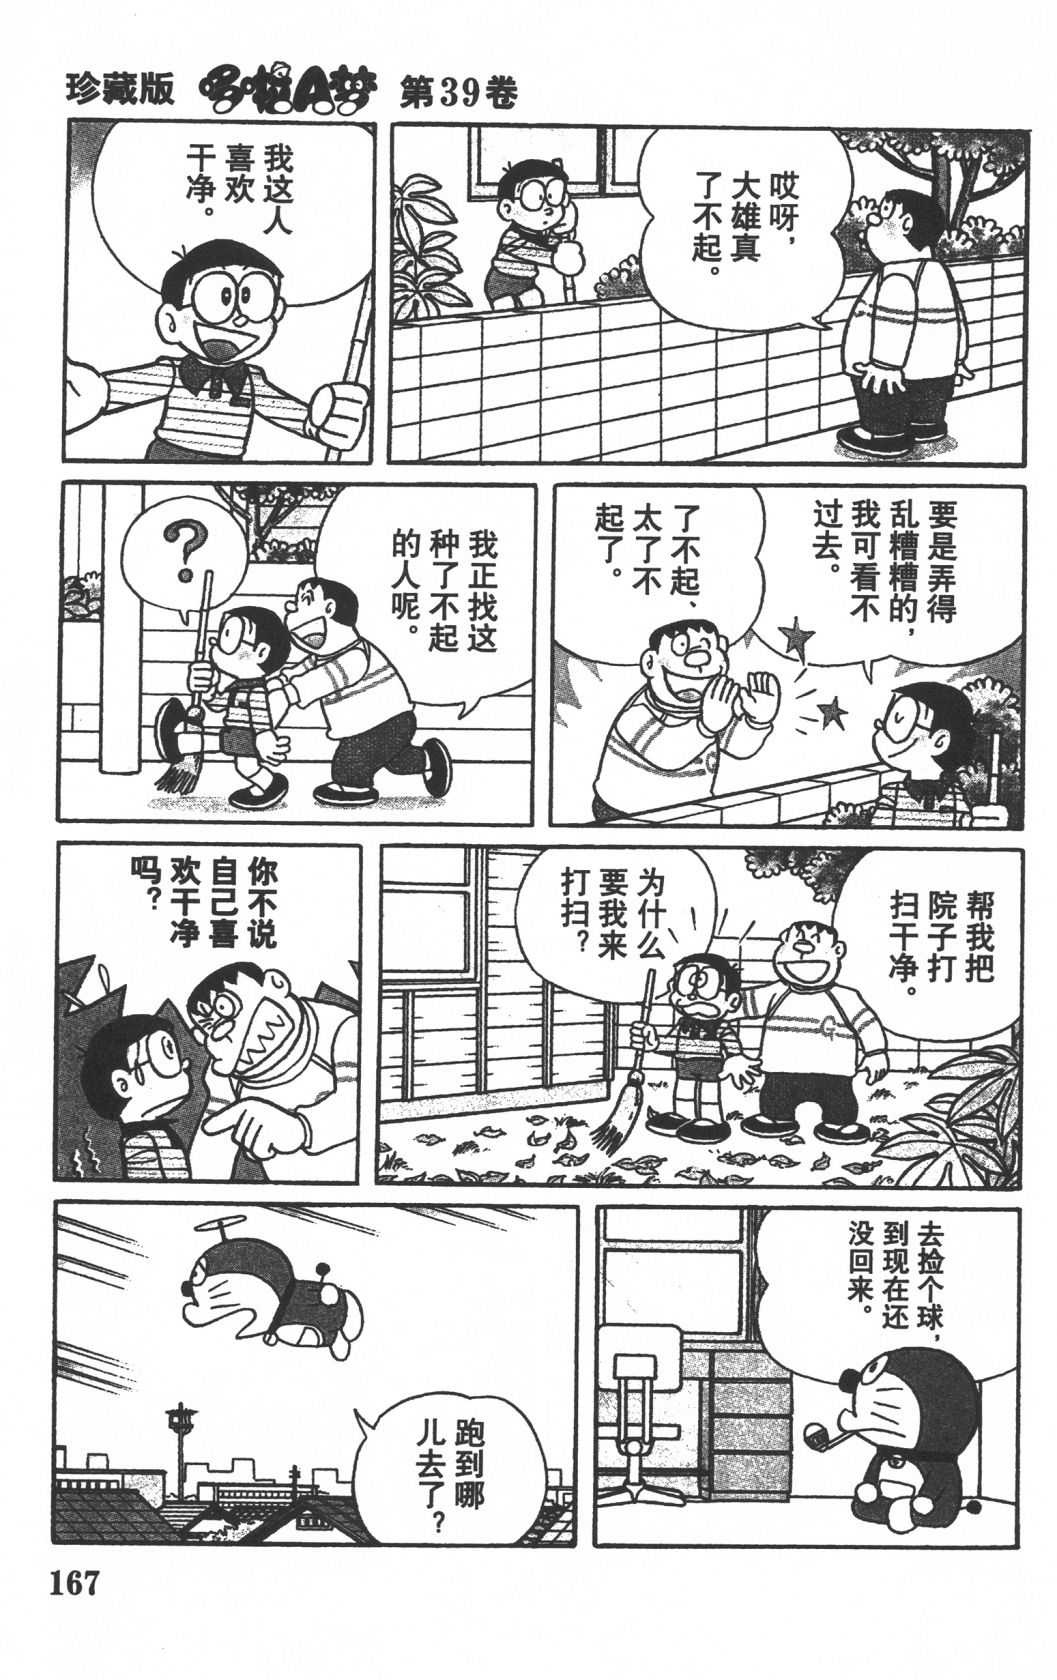 珍藏版 哆啦A梦 第39卷
哎呀，
大雄真
了不起。
我这人
喜欢
干净。
要是弄得
乱糟糟的，
我可看不
过去。
了不起、
太了不
起了。
我正找这
种了不起
的人呢。
？
帮我把
院子打
扫干净。
为什么
要我来
打扫？
你不说
自己喜
欢干净
吗？
去捡个球，
到现在还
没回来。
跑到哪
儿去了？
167